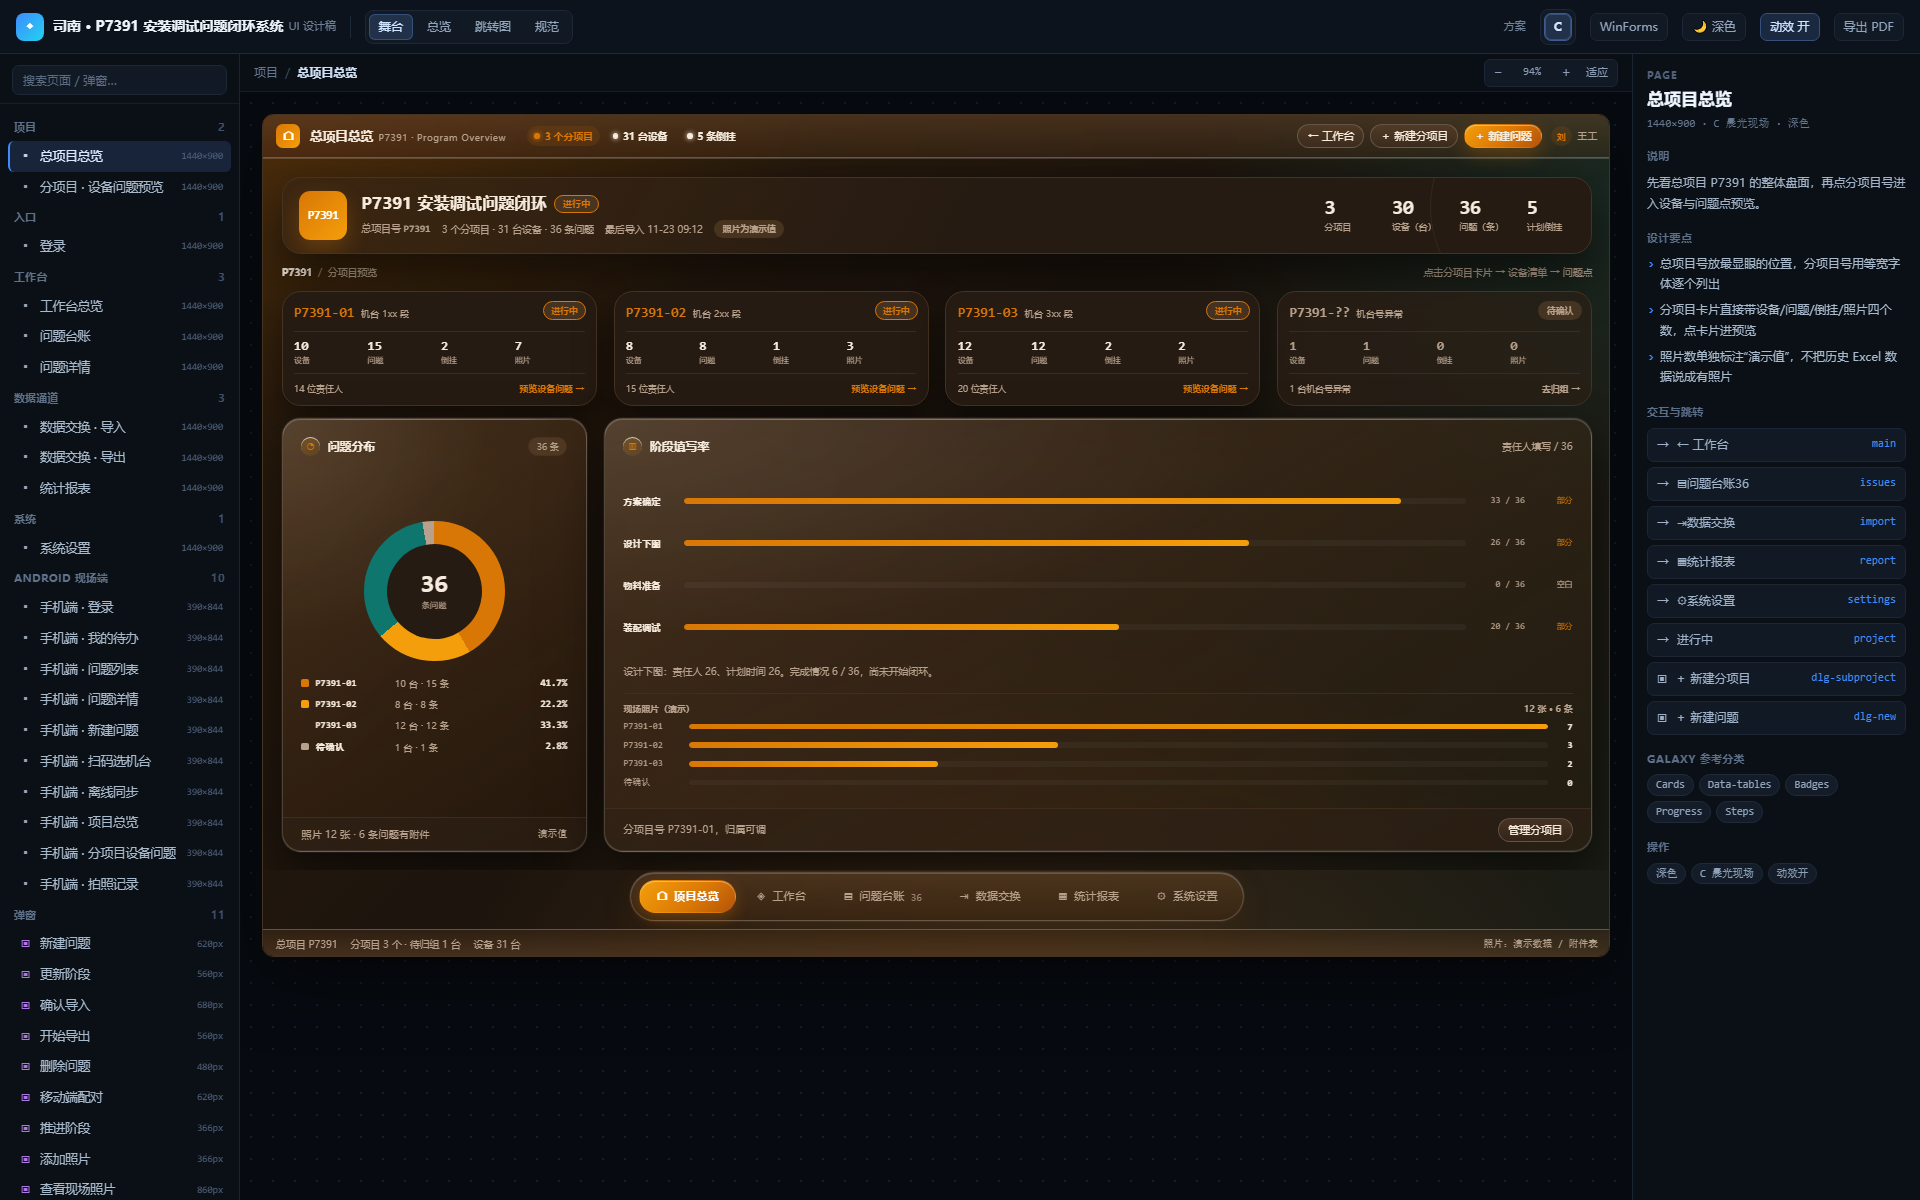 司南 • P7391 安装调试问题闭环系统 UI 设计稿
舞台 总览 跳转图 规范
方案 C WinForms 🌙 深色 动效 开 导出 PDF
搜索页面 / 弹窗...
项目 2
总项目总览 1440×900
分项目 · 设备问题预览 1440×900
入口 1
登录 1440×900
工作台 3
工作台总览 1440×900
问题台账 1440×900
问题详情 1440×900
数据通道 3
数据交换 · 导入 1440×900
数据交换 · 导出 1440×900
统计报表 1440×900
系统 1
系统设置 1440×900
ANDROID 现场端 10
手机端 · 登录 390×844
手机端 · 我的待办 390×844
手机端 · 问题列表 390×844
手机端 · 问题详情 390×844
手机端 · 新建问题 390×844
手机端 · 扫码选机台 390×844
手机端 · 离线同步 390×844
手机端 · 项目总览 390×844
手机端 · 分项目设备问题 390×844
手机端 · 拍照记录 390×844
弹窗 11
新建问题 620px
更新阶段 560px
确认导入 680px
开始导出 560px
删除问题 480px
移动端配对 620px
推进阶段 366px
添加照片 366px
查看现场照片 860px
项目 / 总项目总览
− 94% + 适应
总项目总览 P7391 · Program Overview
3 个分项目 31 台设备 5 条倒挂
← 工作台 + 新建分项目 + 新建问题 刘 王工
P7391
P7391 安装调试问题闭环 进行中
总项目号 P7391 3 个分项目 · 31 台设备 · 36 条问题 最后导入 11-23 09:12 照片为演示值
3 分项目
30 设备（台）
36 问题（条）
5 计划倒挂
P7391 / 分项目预览
点击分项目卡片 → 设备清单 → 问题点
P7391-01 机台 1xx 段 进行中
10 设备 15 问题 2 倒挂 7 照片
14 位责任人 预览设备问题 →
P7391-02 机台 2xx 段 进行中
8 设备 8 问题 1 倒挂 3 照片
15 位责任人 预览设备问题 →
P7391-03 机台 3xx 段 进行中
12 设备 12 问题 2 倒挂 2 照片
20 位责任人 预览设备问题 →
P7391-?? 机台号异常 待确认
1 设备 1 问题 0 倒挂 0 照片
1 台机台号异常 去归组 →
问题分布 36 条
36
条问题
P7391-01 10 台 · 15 条 41.7%
P7391-02 8 台 · 8 条 22.2%
P7391-03 12 台 · 12 条 33.3%
待确认 1 台 · 1 条 2.8%
照片 12 张 · 6 条问题有附件 演示值
阶段填写率 责任人填写 / 36
方案确定 33 / 36 部分
设计下图 26 / 36 部分
物料准备 0 / 36 空白
装配调试 20 / 36 部分
设计下图：责任人 26、计划时间 26。完成情况 6 / 36，尚未开始闭环。
现场照片（演示） 12 张 • 6 条
P7391-01 7
P7391-02 3
P7391-03 2
待确认 0
分项目号 P7391-01，归属可调 管理分项目
项目总览 工作台 问题台账 36 数据交换 统计报表 系统设置
总项目 P7391 分项目 3 个 · 待归组 1 台 设备 31 台
照片：演示数据 / 附件表
PAGE
总项目总览
1440×900 · C 晨光现场 · 深色
说明
先看总项目 P7391 的整体盘面，再点分项目号进
入设备与问题点预览。
设计要点
› 总项目号放最显眼的位置，分项目号用等宽字
体逐个列出
› 分项目卡片直接带设备/问题/倒挂/照片四个
数，点卡片进预览
› 照片数单独标注“演示值”，不把历史 Excel 数
据说成有照片
交互与跳转
→ ← 工作台 main
→ ▤问题台账36 issues
→ ⇥数据交换 import
→ ▦统计报表 report
→ ⚙系统设置 settings
→ 进行中 project
▣ + 新建分项目 dlg-subproject
▣ + 新建问题 dlg-new
GALAXY 参考分类
Cards Data-tables Badges
Progress Steps
操作
深色 C 晨光现场 动效开